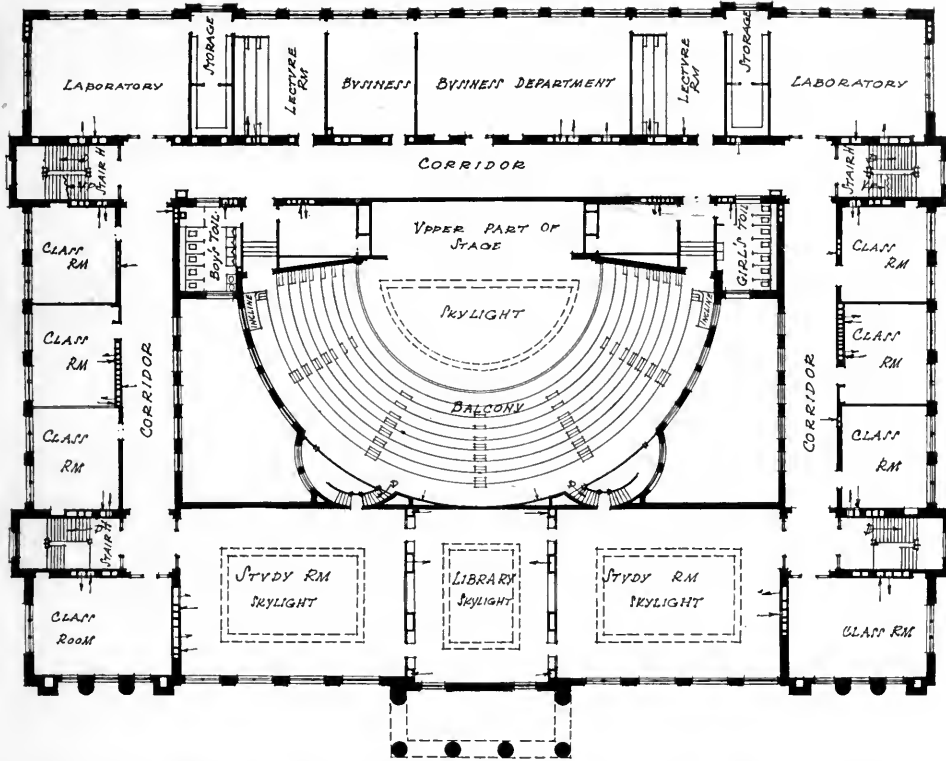 LABORATORY
STORAGE
LECTVRE
RM
BVSINESS
BVSINESS DEPARTMENT
LECTVRE
RM
STORAGE
LABORATORY
CORRIDOR
STAIR H
STAIR H
BOYS TOIL.
VPPER PART OF
STAGE
GIRLS TOIL
CLASS
RM
CLASS
RM
INCLINE
SKYLIGHT
INCLINE
CLASS
RM
CLASS
RM
CORRIDOR
BALCONY
CORRIDOR
CLASS
RM
CLASS
RM
STAIR H
STVDY RM
SKYLIGHT
LIBRARY
SKYLIGHT
STVDY RM
SKYLIGHT
CLASS
ROOM
CLASS RM